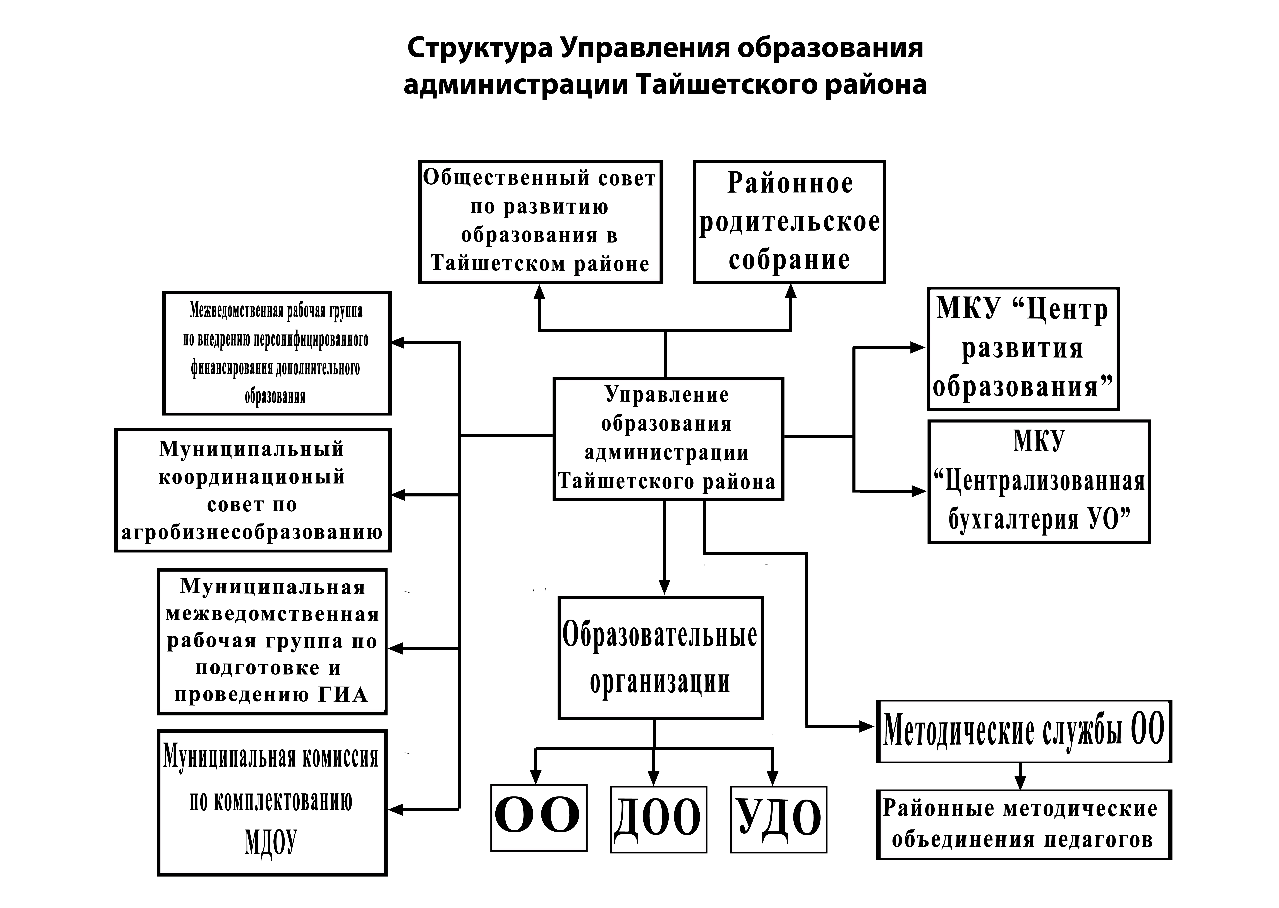 Структура Управления образования
администрации Тайшетского района
Общественный совет
по развитию
образования в
Тайшетском районе
Районное
родительское
собрание
Межведомственная рабочая группа
по внедрению персонифицированного
финансирования дополнительного
образования
МКУ “Центр
развития
образования”
Управление
образования
администрации
Тайшетского района
Муниципальный
координационый
совет по
агробизнесобразованию
МКУ
“Централизованная
бухгалтерия УО”
Муниципальная
межведомственная
рабочая группа по
подготовке и
проведению ГИА
Образовательные
организации
Муниципальная комиссия
по комплектованию
МДОУ
Методические службы ОО
ОО
ДОО
УДО
Районные методические
объединения педагогов